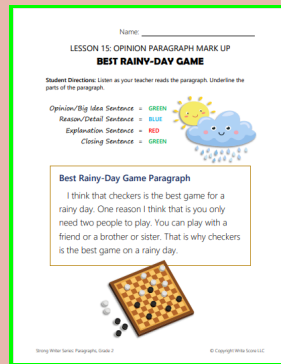 Name:
LESSON 15: OPINION PARAGRAPH MARK UP
BEST RAINY-DAY GAME
Student Directions: Listen as your teacher reads the paragraph. Underline the
parts of the paragraph.
Opinion/Big Idea Sentence = GREEN
Reason/Detail Sentence = BLUE
Explanation Sentence = RED
Closing Sentence = GREEN
Best Rainy-Day Game Paragraph
I think that checkers is the best game for a
rainy day. One reason I think that is you only
need two people to play. You can play with a
friend or a brother or sister. That is why checkers
is the best game on a rainy day.
Strong Writer Series: Paragraphs, Grade 2
© Copyright Write Score LLC